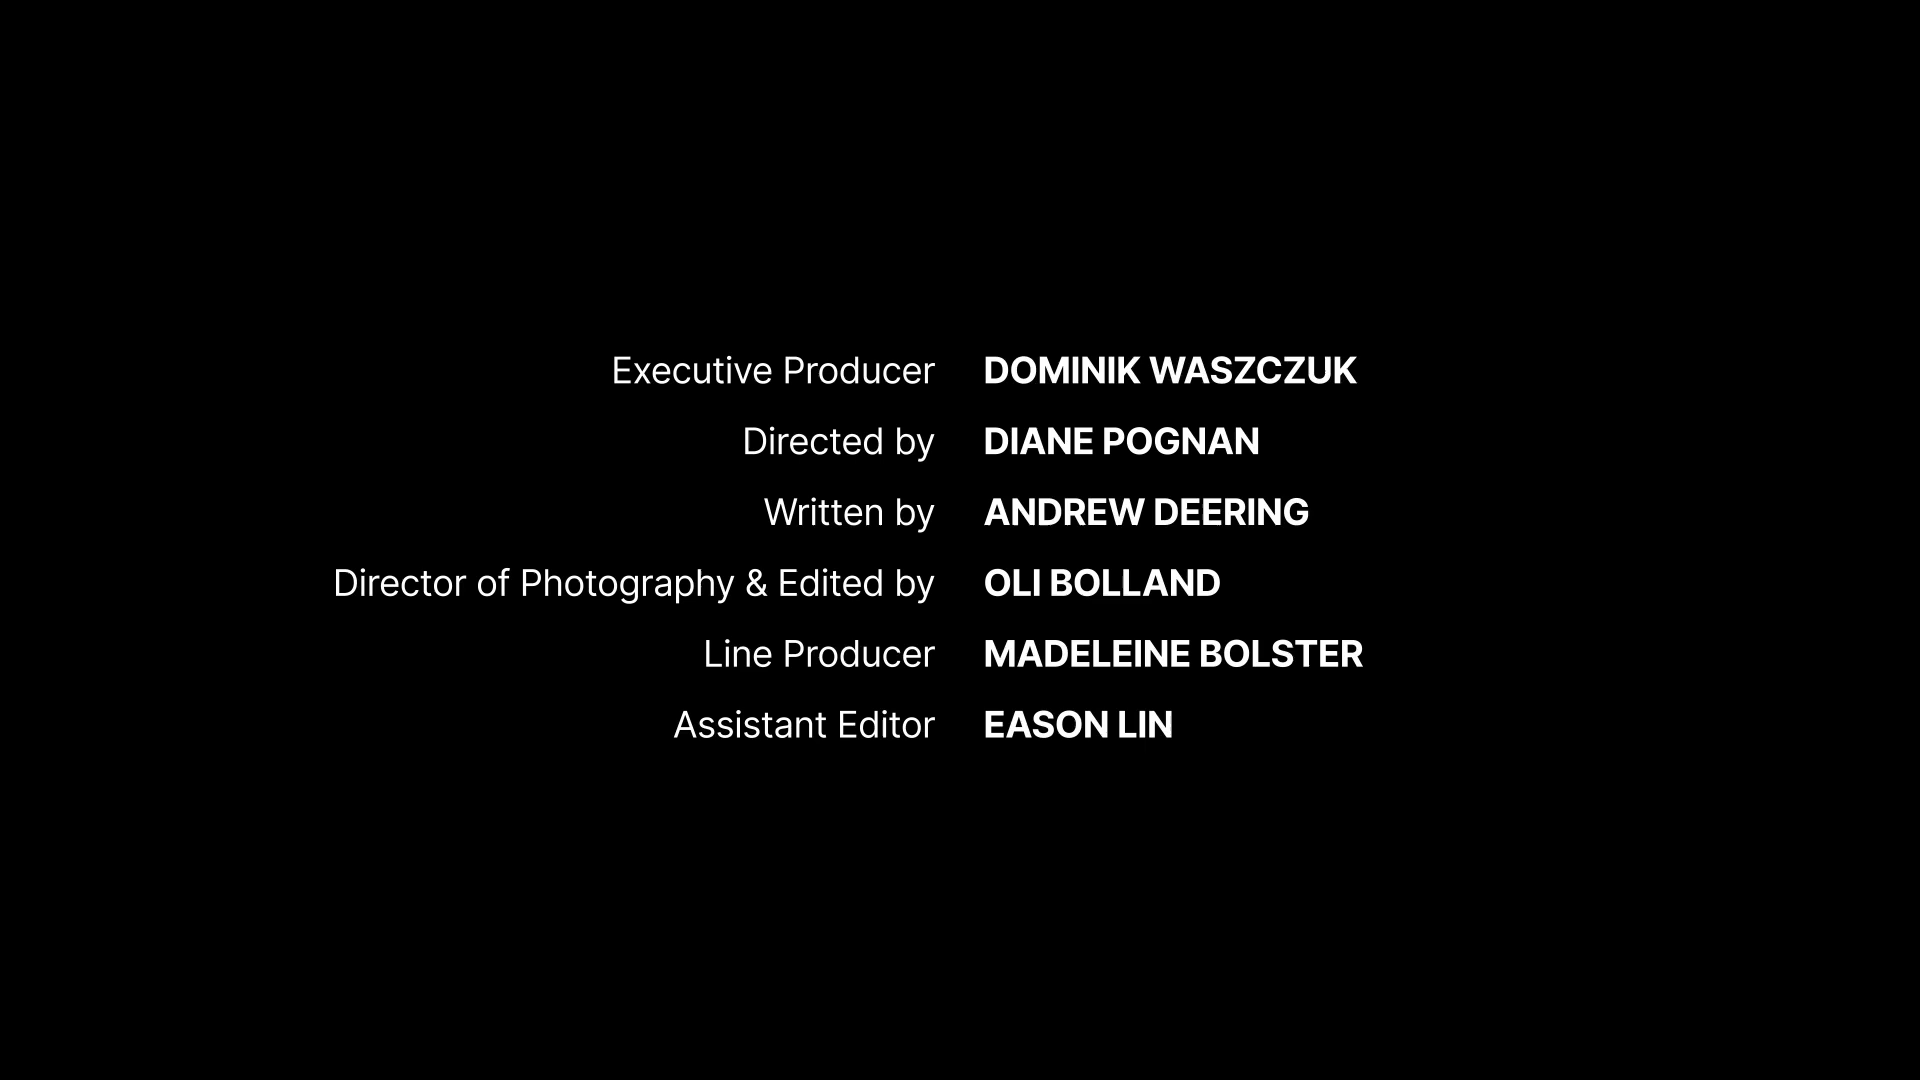 Executive Producer DOMINIK WASZCZUK
Directed by DIANE POGNAN
Written by ANDREW DEERING
Director of Photography & Edited by OLI BOLLAND
Line Producer MADELEINE BOLSTER
Assistant Editor EASON LIN